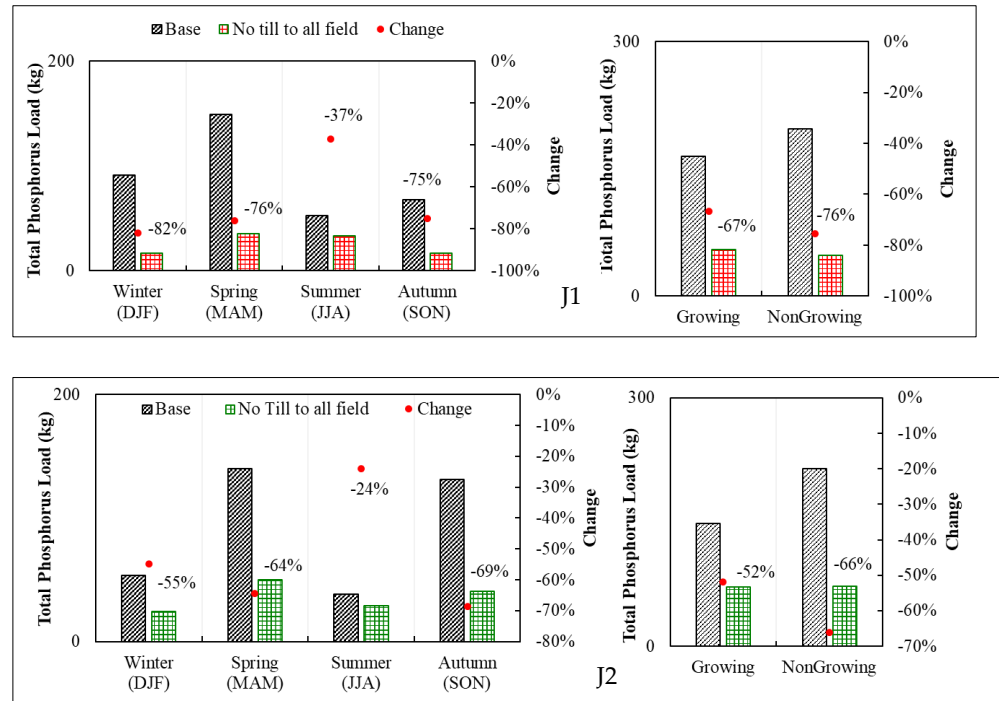 Base No till to all field Change
200
0
Total Phosphorus Load (kg)
0%
-20%
-40%
-60%
-80%
-100%
Change
-82%
-76%
-37%
-75%
Winter
(DJF)
Spring
(MAM)
Summer
(JJA)
Autumn
(SON)
J1
300
0
Total Phosphorus Load (kg)
0%
-20%
-40%
-60%
-80%
-100%
Change
-67%
-76%
Growing
NonGrowing
Base No Till to all field Change
200
0
Total Phosphorus Load (kg)
0%
-10%
-20%
-30%
-40%
-50%
-60%
-70%
-80%
Change
-55%
-64%
-24%
-69%
Winter
(DJF)
Spring
(MAM)
Summer
(JJA)
Autumn
(SON)
J2
300
0
Total Phosphorus Load (kg)
0%
-10%
-20%
-30%
-40%
-50%
-60%
-70%
Change
-52%
-66%
Growing
NonGrowing